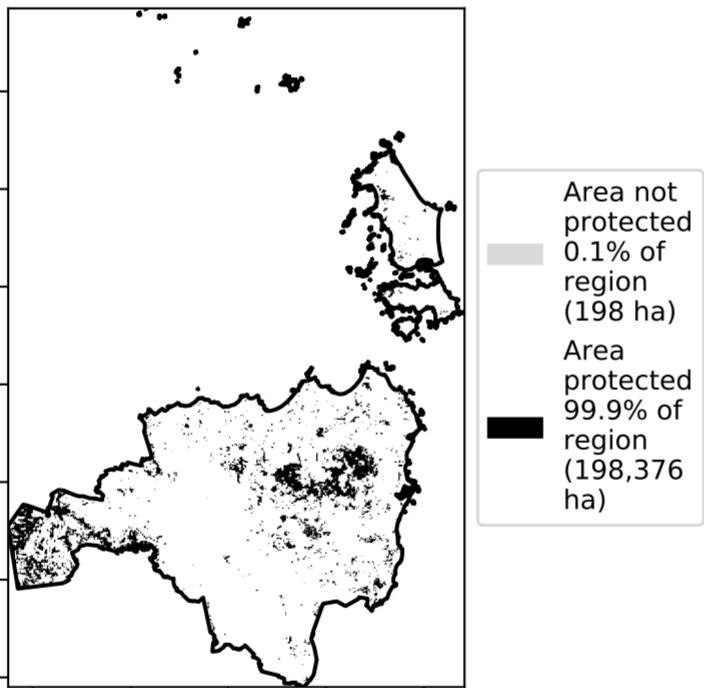 Area not
protected
0.1% of
region
(198 ha)
Area
protected
99.9% of
region
(198,376
ha)